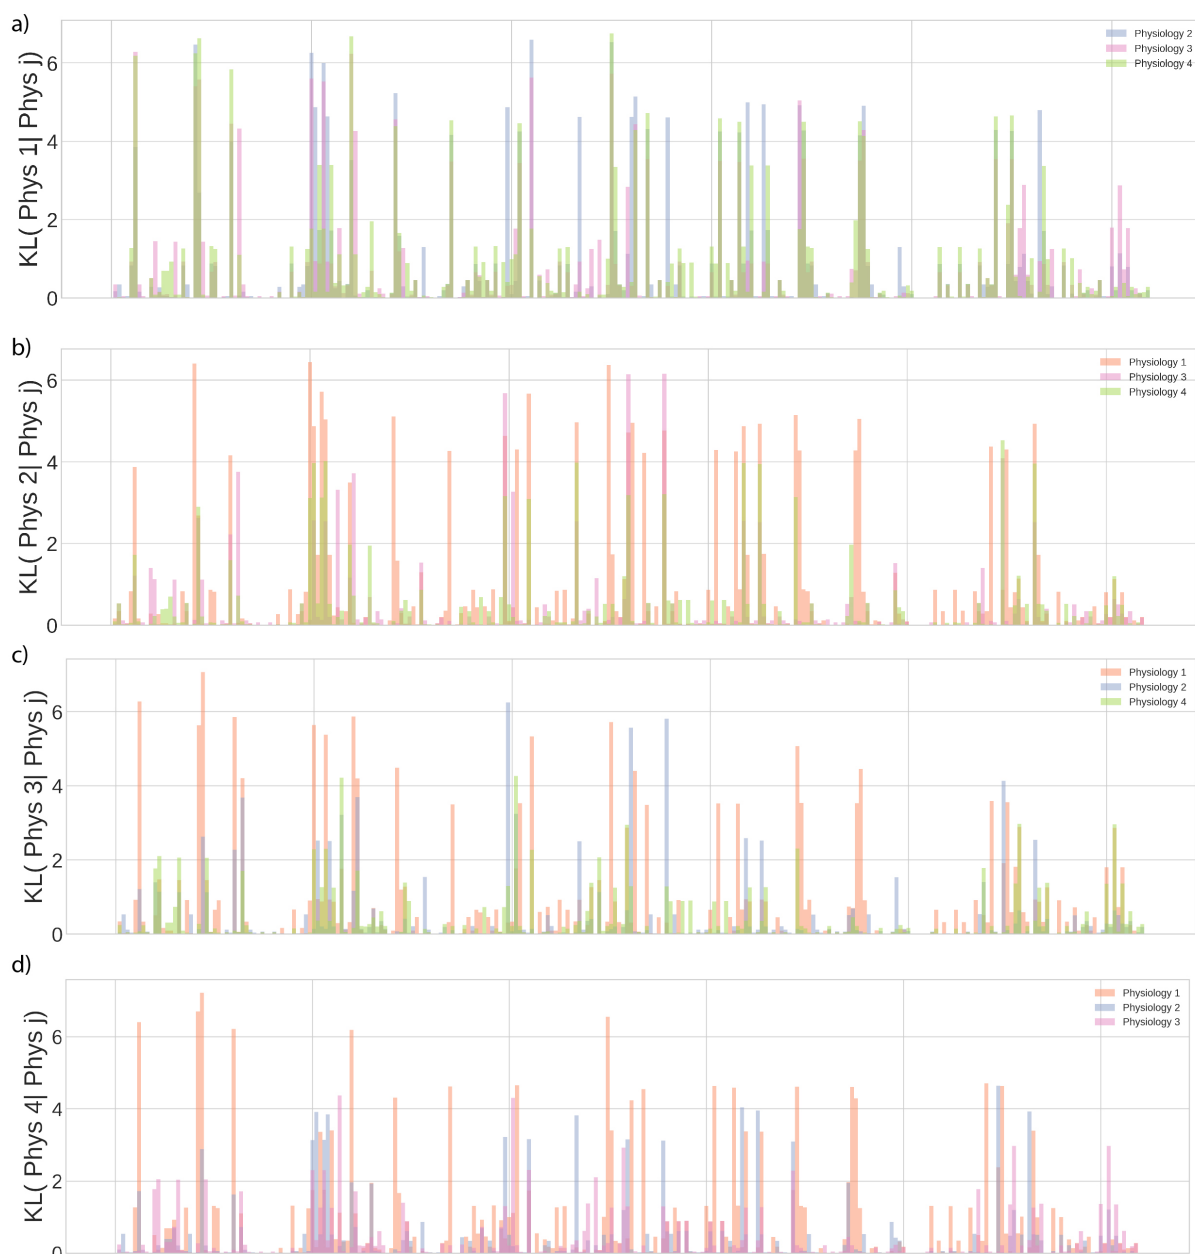 a)
KL( Phys 1| Phys j)
6
4
2
0
Physiology 2
Physiology 3
Physiology 4
b)
KL( Phys 2| Phys j)
6
4
2
0
Physiology 1
Physiology 3
Physiology 4
c)
KL( Phys 3| Phys j)
6
4
2
0
Physiology 1
Physiology 2
Physiology 4
d)
KL( Phys 4| Phys j)
6
4
2
0
Physiology 1
Physiology 2
Physiology 3